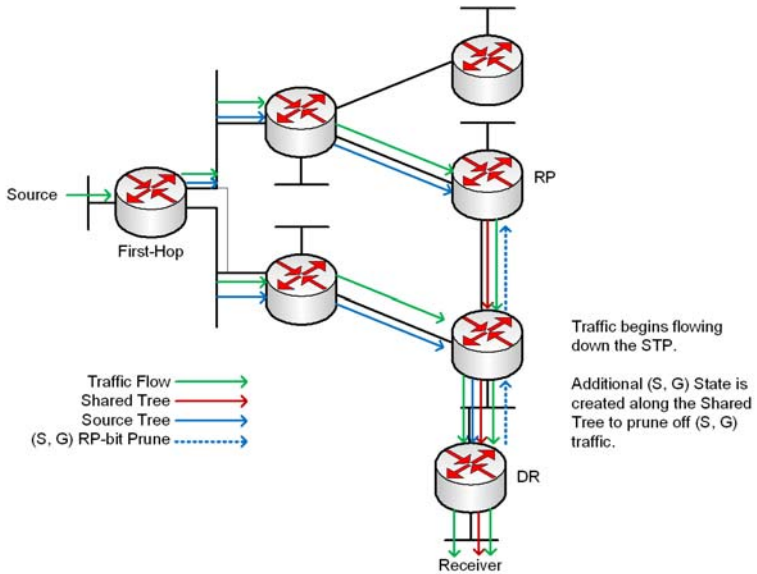 RP
Source
First-Hop
Traffic begins flowing
down the STP.
Additional (S, G) State is
created along the Shared
Tree to prune off (S, G)
traffic.
Traffic Flow
Shared Tree
Source Tree
(S, G) RP-bit Prune
DR
Receiver